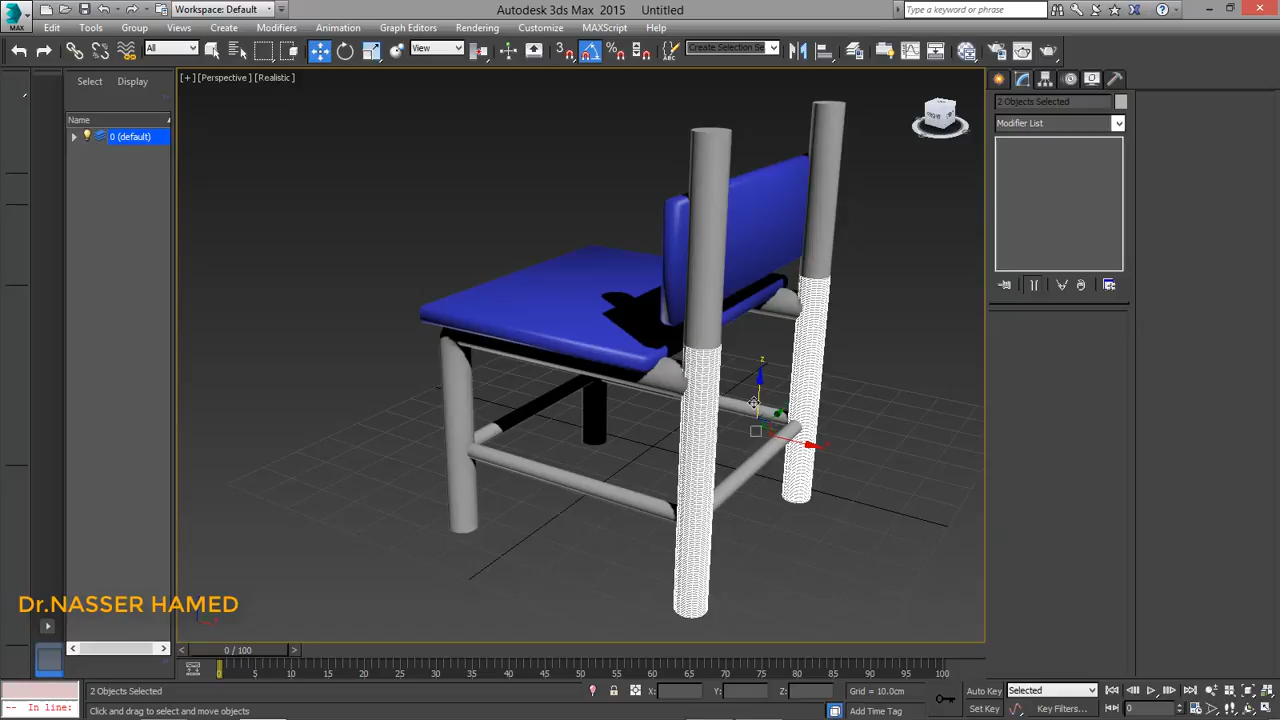 Workspace: Default
Autodesk 3ds Max 2015 Untitled
Type a keyword or phrase
MAX
Edit Tools Group Views Create Modifiers Animation Graph Editors Rendering Customize MAXScript Help
All
View
Create Selection Se
Select Display
Name
0 (default)
[+] [Perspective] [Realistic]
2 Objects Selected
Modifier List
z
Dr.NASSER HAMED
0 / 100
0 5 10 15 20 25 30 35 40 45 50 55 60 65 70 75 80 85 90 95 100
2 Objects Selected
X: Y: Z:
Grid = 10.0cm
Auto Key
Selected
-- In line:
Click and drag to select and move objects
Add Time Tag
Set Key
Key Filters...
0